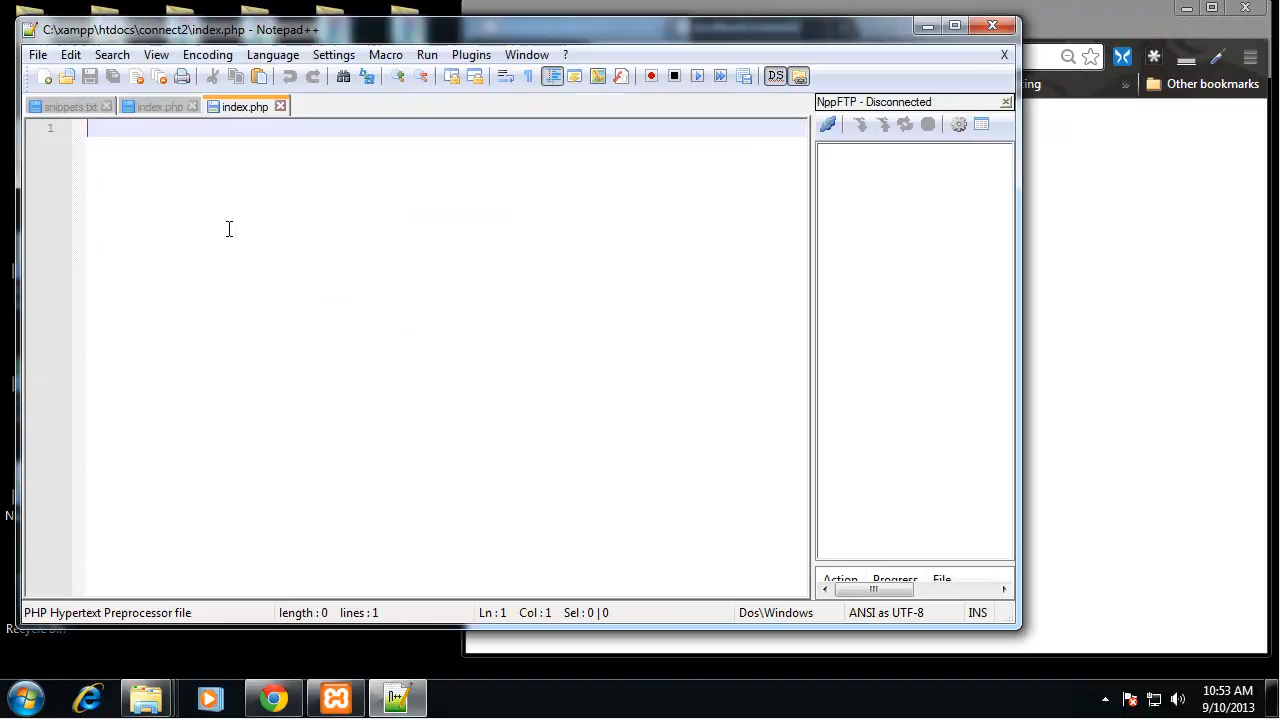 C:\xampp\htdocs\connect2\index.php - Notepad++
File Edit Search View Encoding Language Settings Macro Run Plugins Window ? X
snippets.txt index.php index.php
NppFTP - Disconnected
Other bookmarks
1
Action Progress File
PHP Hypertext Preprocessor file length : 0 lines : 1 Ln : 1 Col : 1 Sel : 0 | 0 Dos\Windows ANSI as UTF-8 INS
Recycle Bin
10:53 AM
9/10/2013